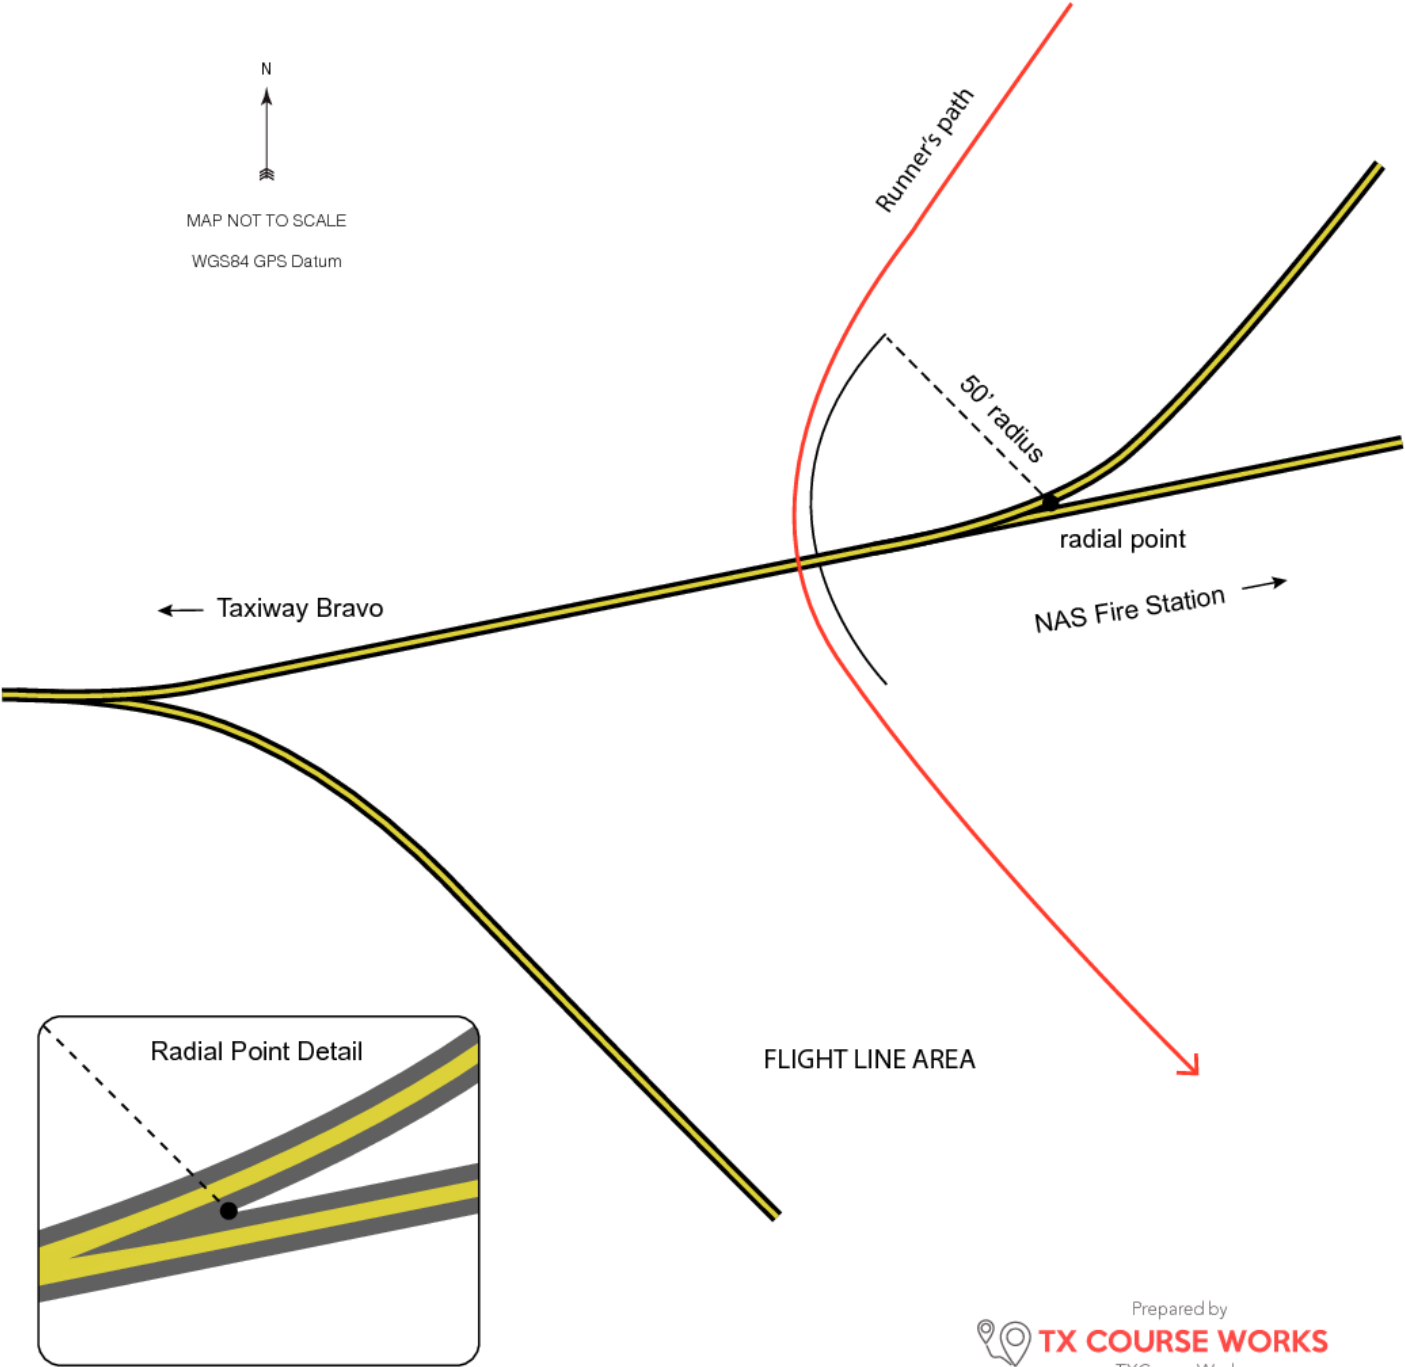 N
MAP NOT TO SCALE
WGS84 GPS Datum
Runner's path
50' radius
radial point
NAS Fire Station
Taxiway Bravo
Radial Point Detail
FLIGHT LINE AREA
Prepared by
TX COURSE WORKS